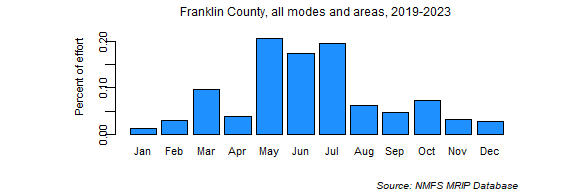 Franklin County, all modes and areas, 2019-2023
Percent of effort
0.20
0.10
0.00
Jan Feb Mar Apr May Jun Jul Aug Sep Oct Nov Dec
Source: NMFS MRIP Database